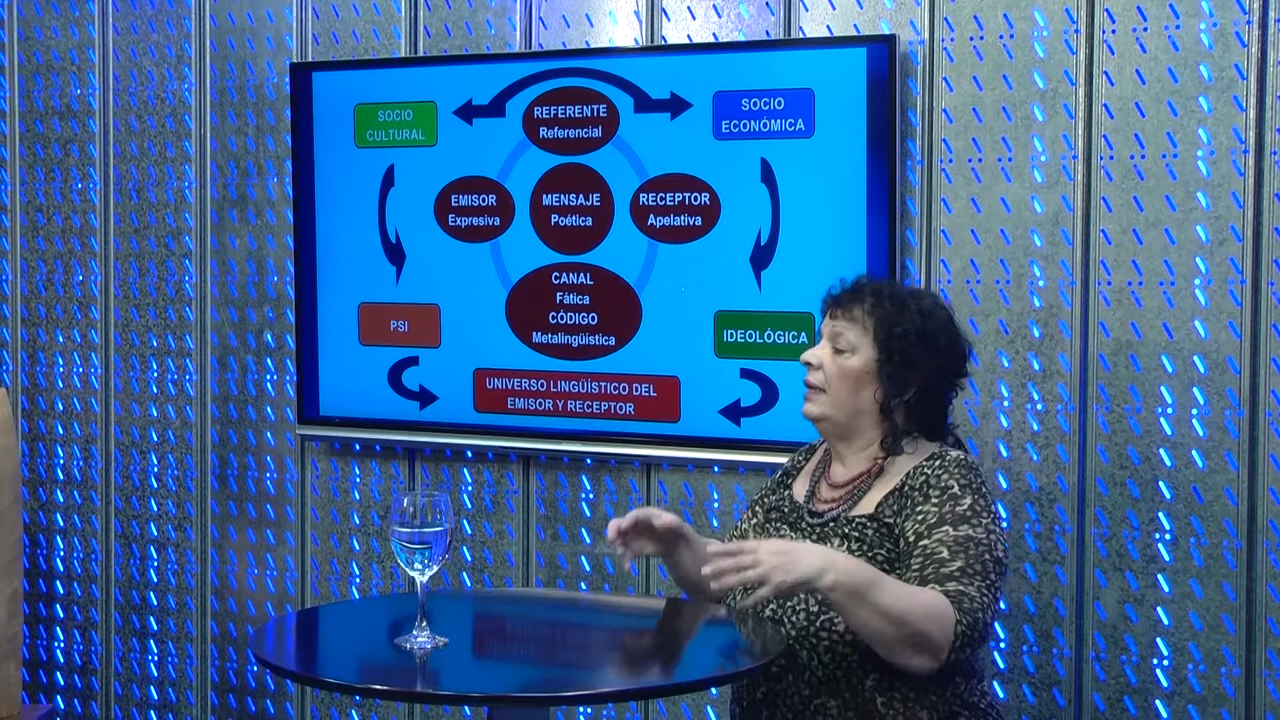 SOCIO
CULTURAL
REFERENTE
Referencial
SOCIO
ECONÓMICA
EMISOR
Expresiva
MENSAJE
Poética
RECEPTOR
Apelativa
CANAL
Fática
CÓDIGO
Metalingüística
PSI
IDEOLÓGICA
UNIVERSO LINGÜÍSTICO DEL
EMISOR Y RECEPTOR